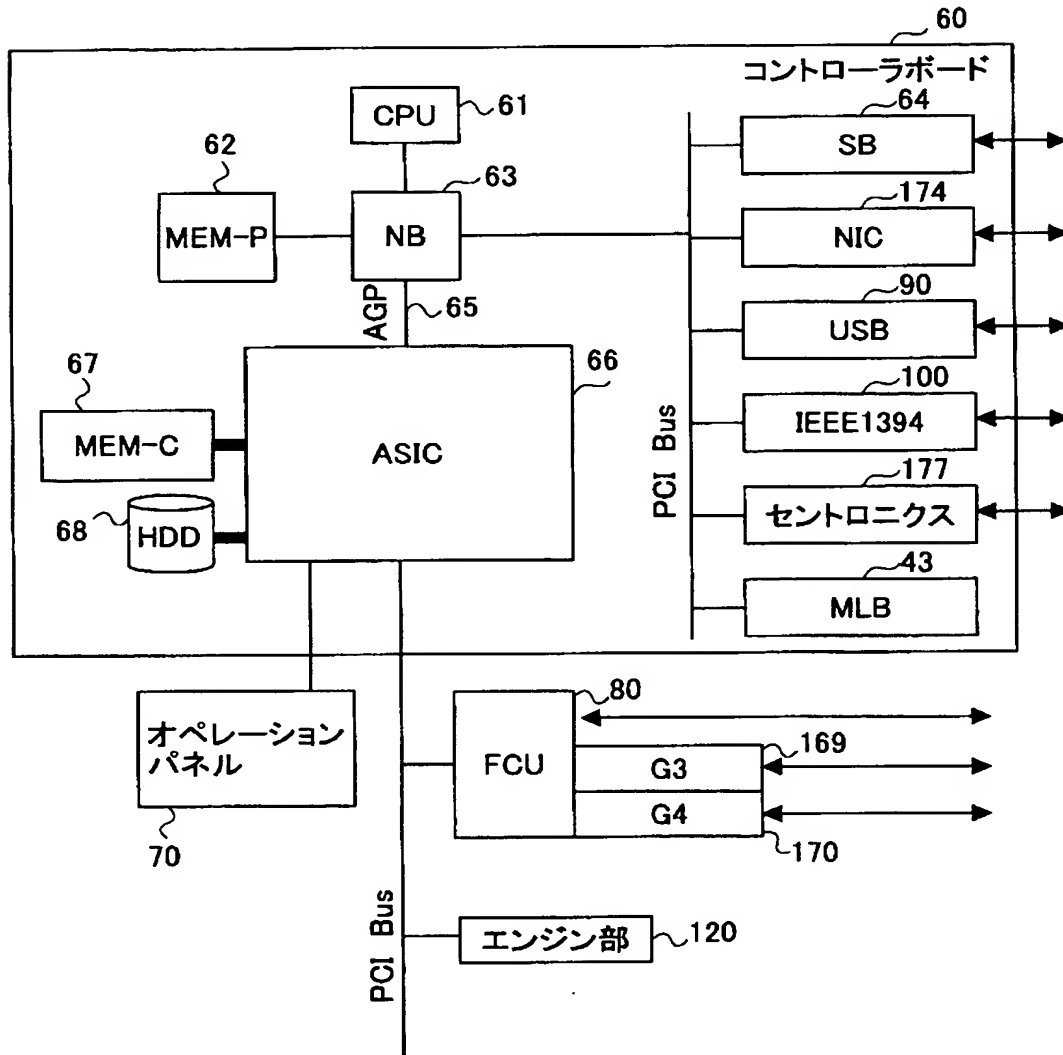 60
コントローラボード
CPU
61
64
SB
62
MEM-P
63
NB
174
NIC
AGP
65
90
USB
66
ASIC
67
MEM-C
100
IEEE1394
PCI Bus
68
HDD
177
セントロニクス
43
MLB
オペレーション
パネル
70
80
FCU
169
G3
G4
170
PCI Bus
エンジン部
120